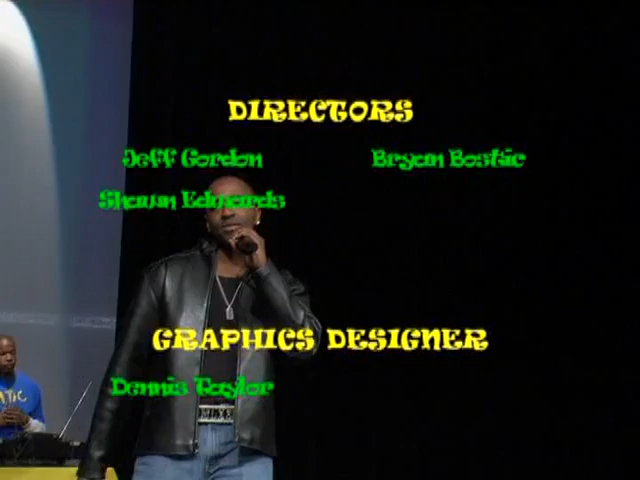 DIRECTORS
Jeff Gordon Bryan Bostic
Shawn Edwards
GRAPHICS DESIGNER
Dennis Taylor